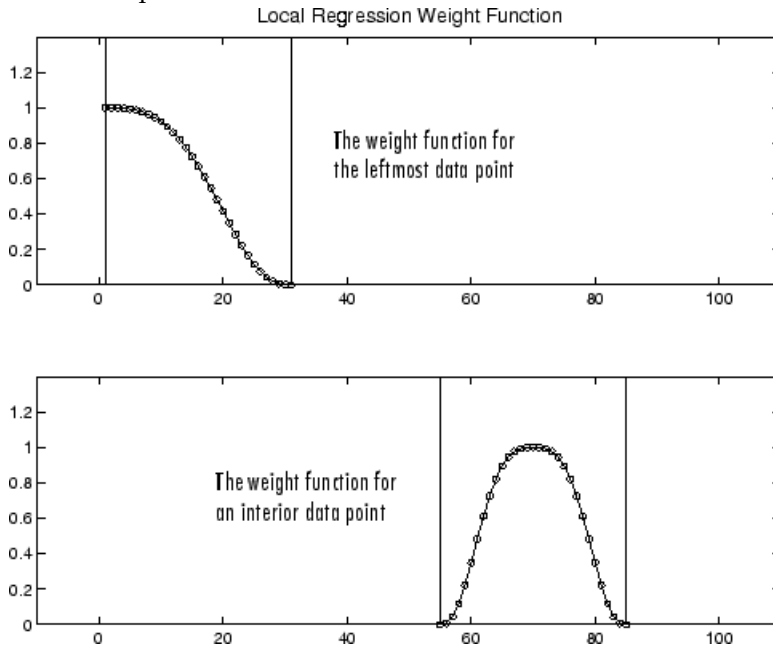 Local Regression Weight Function
1.2
1
0.8
0.6
0.4
0.2
0
The weight function for
the leftmost data point
0 20 40 60 80 100
1.2
1
0.8
0.6
0.4
0.2
0
The weight function for
an interior data point
0 20 40 60 80 100